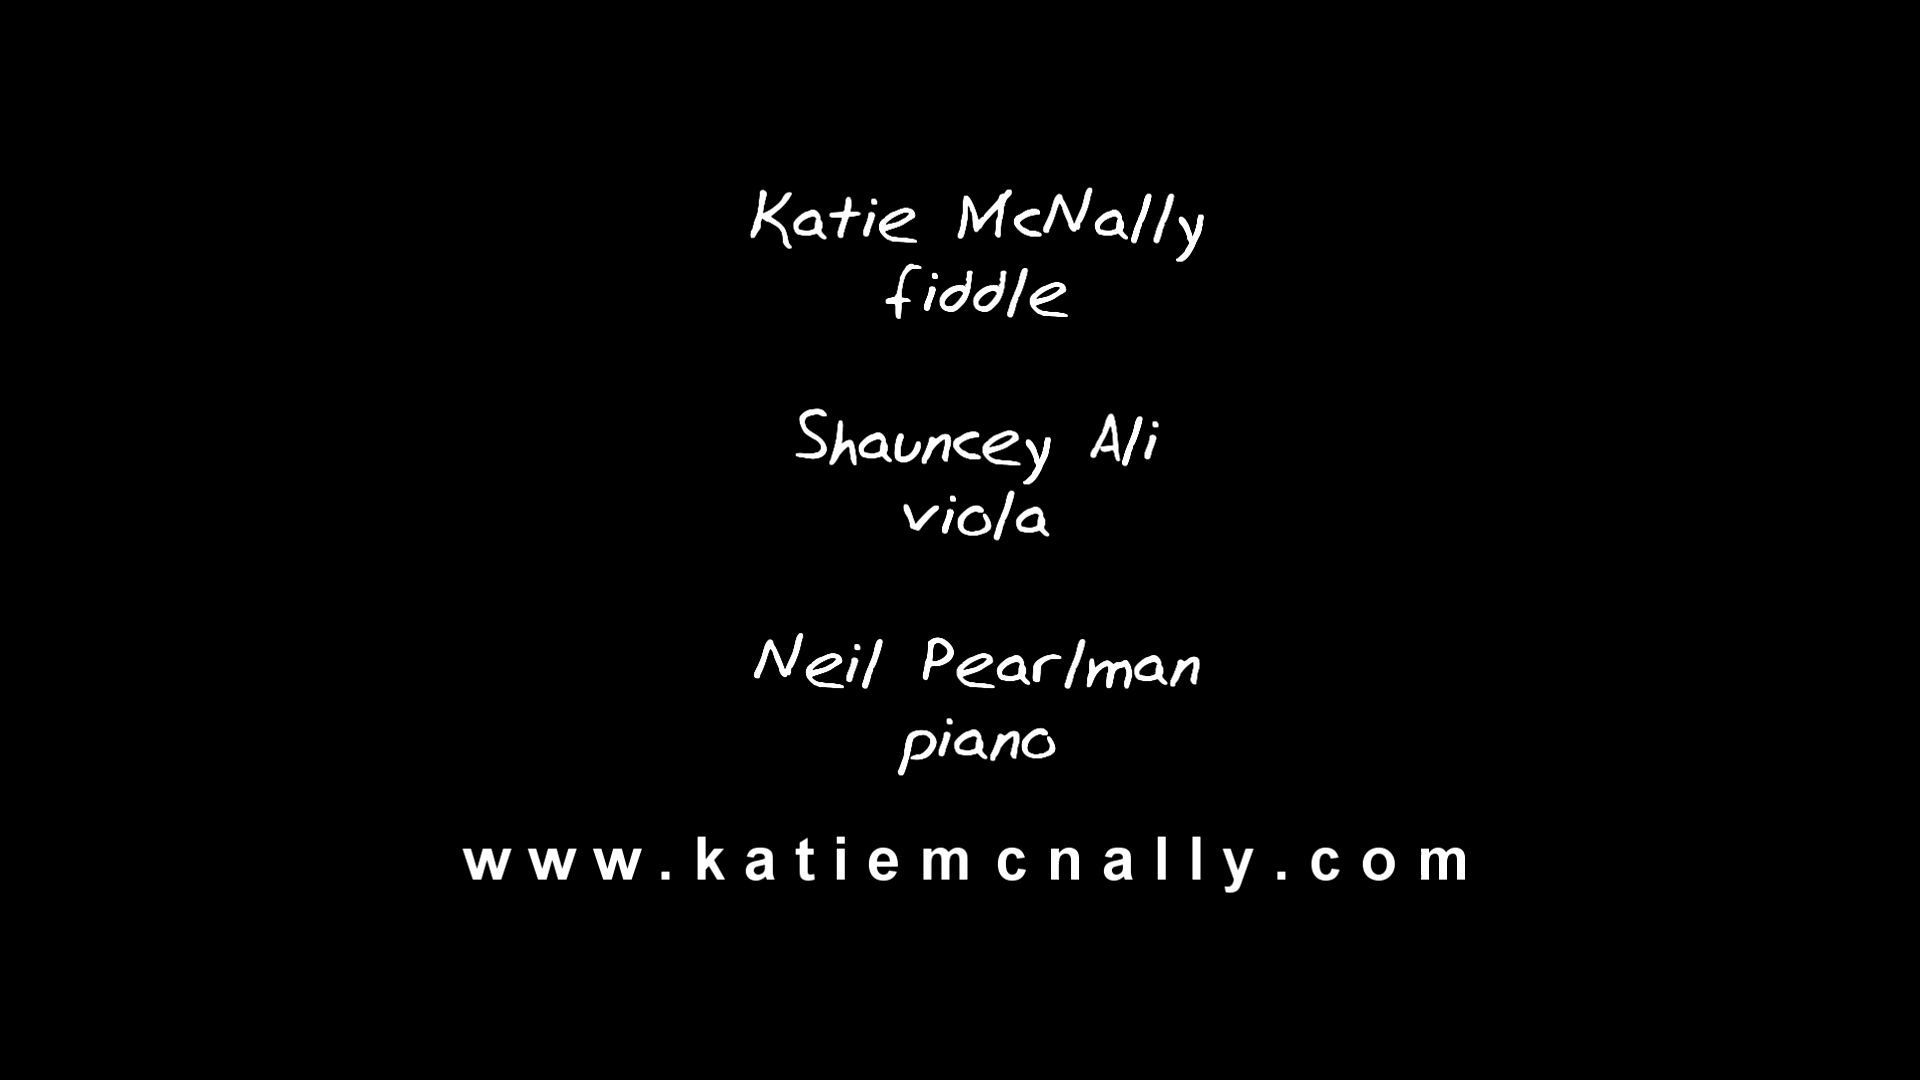 Katie McNally
fiddle
Shauncey Ali
viola
Neil Pearlman
piano
www.katiemcnally.com